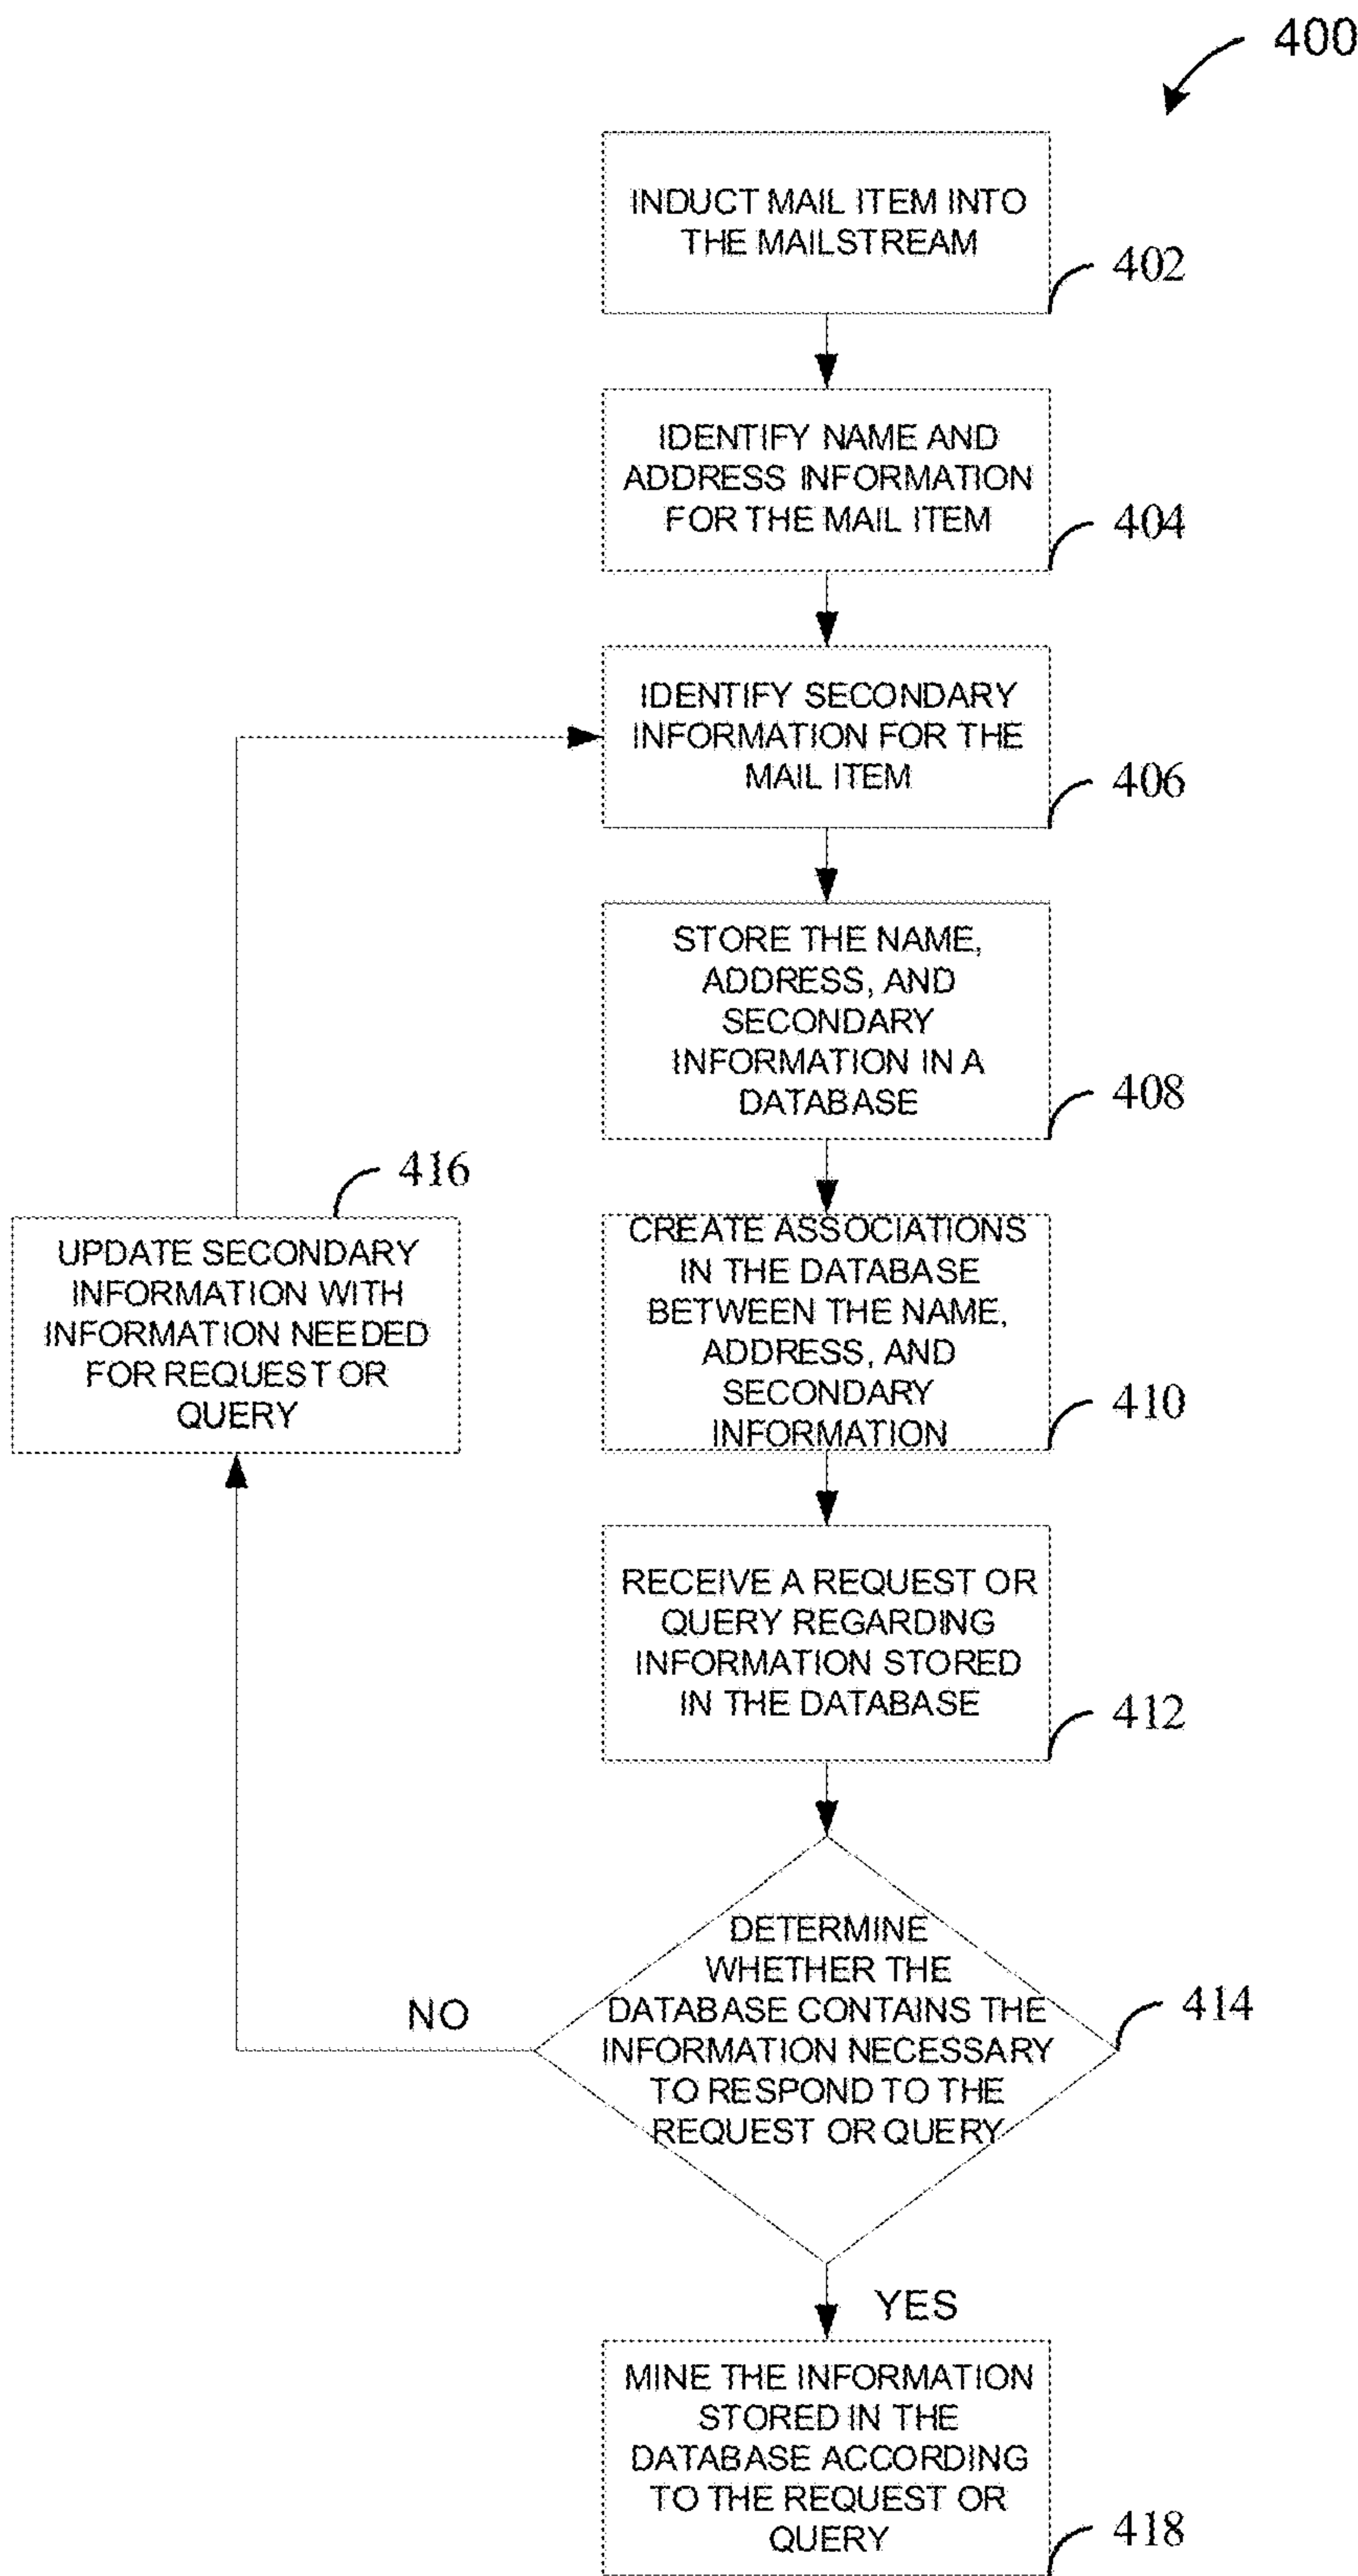 400
INDUCT MAIL ITEM INTO
THE MAILSTREAM
402
IDENTIFY NAME AND
ADDRESS INFORMATION
FOR THE MAIL ITEM
404
IDENTIFY SECONDARY
INFORMATION FOR THE
MAIL ITEM
406
STORE THE NAME,
ADDRESS, AND
SECONDARY
INFORMATION IN A
DATABASE
408
416
UPDATE SECONDARY
INFORMATION WITH
INFORMATION NEEDED
FOR REQUEST OR
QUERY
CREATE ASSOCIATIONS
IN THE DATABASE
BETWEEN THE NAME,
ADDRESS, AND
SECONDARY
INFORMATION
410
RECEIVE A REQUEST OR
QUERY REGARDING
INFORMATION STORED
IN THE DATABASE
412
DETERMINE
WHETHER THE
DATABASE CONTAINS THE
INFORMATION NECESSARY
TO RESPOND TO THE
REQUEST OR QUERY
414
NO
YES
MINE THE INFORMATION
STORED IN THE
DATABASE ACCORDING
TO THE REQUEST OR
QUERY
418